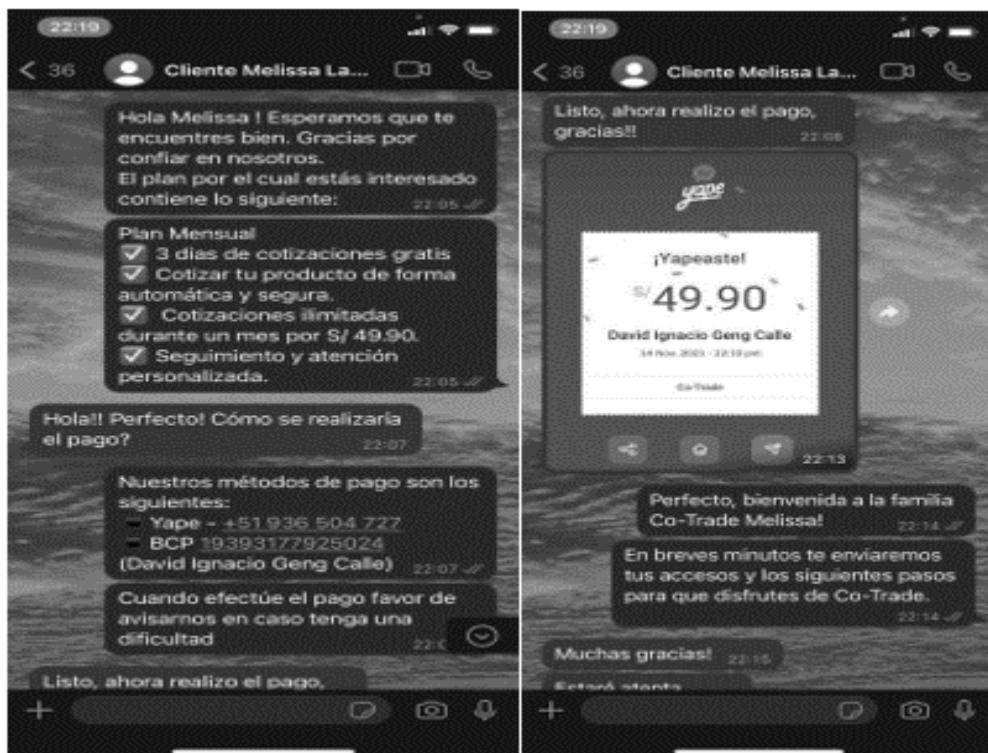 22:19
36
Cliente Melissa La...
Hola Melissa ! Esperamos que te
encuentres bien. Gracias por
confiar en nosotros.
El plan por el cual estás interesado
contiene lo siguiente:
22:05
Plan Mensual
✅ 3 dias de cotizaciones gratis
✅ Cotizar tu producto de forma
automática y segura.
✅ Cotizaciones ilimitadas
durante un mes por S/ 49.90.
✅ Seguimiento y atención
personalizada.
22:05
Hola!! Perfecto! Cómo se realizaría
el pago?
22:07
Nuestros métodos de pago son los
siguientes:
Yape - +51 936 504 727
BCP 19393177925024
(David Ignacio Geng Calle)
22:07
Cuando efectúe el pago favor de
avisarnos en caso tenga una
dificultad
Listo, ahora realizo el pago,
22:19
36
Cliente Melissa La...
Listo, ahora realizo el pago,
gracias!!
22:08
yape
¡Yapeaste!
S/ 49.90
David Ignacio Geng Calle
Co-Trade
22:13
Perfecto, bienvenida a la familia
Co-Trade Melissa!
22:14
En breves minutos te enviaremos
tus accesos y los siguientes pasos
para que disfrutes de Co-Trade.
22:14
Muchas gracias!
22:15
Estaré atenta